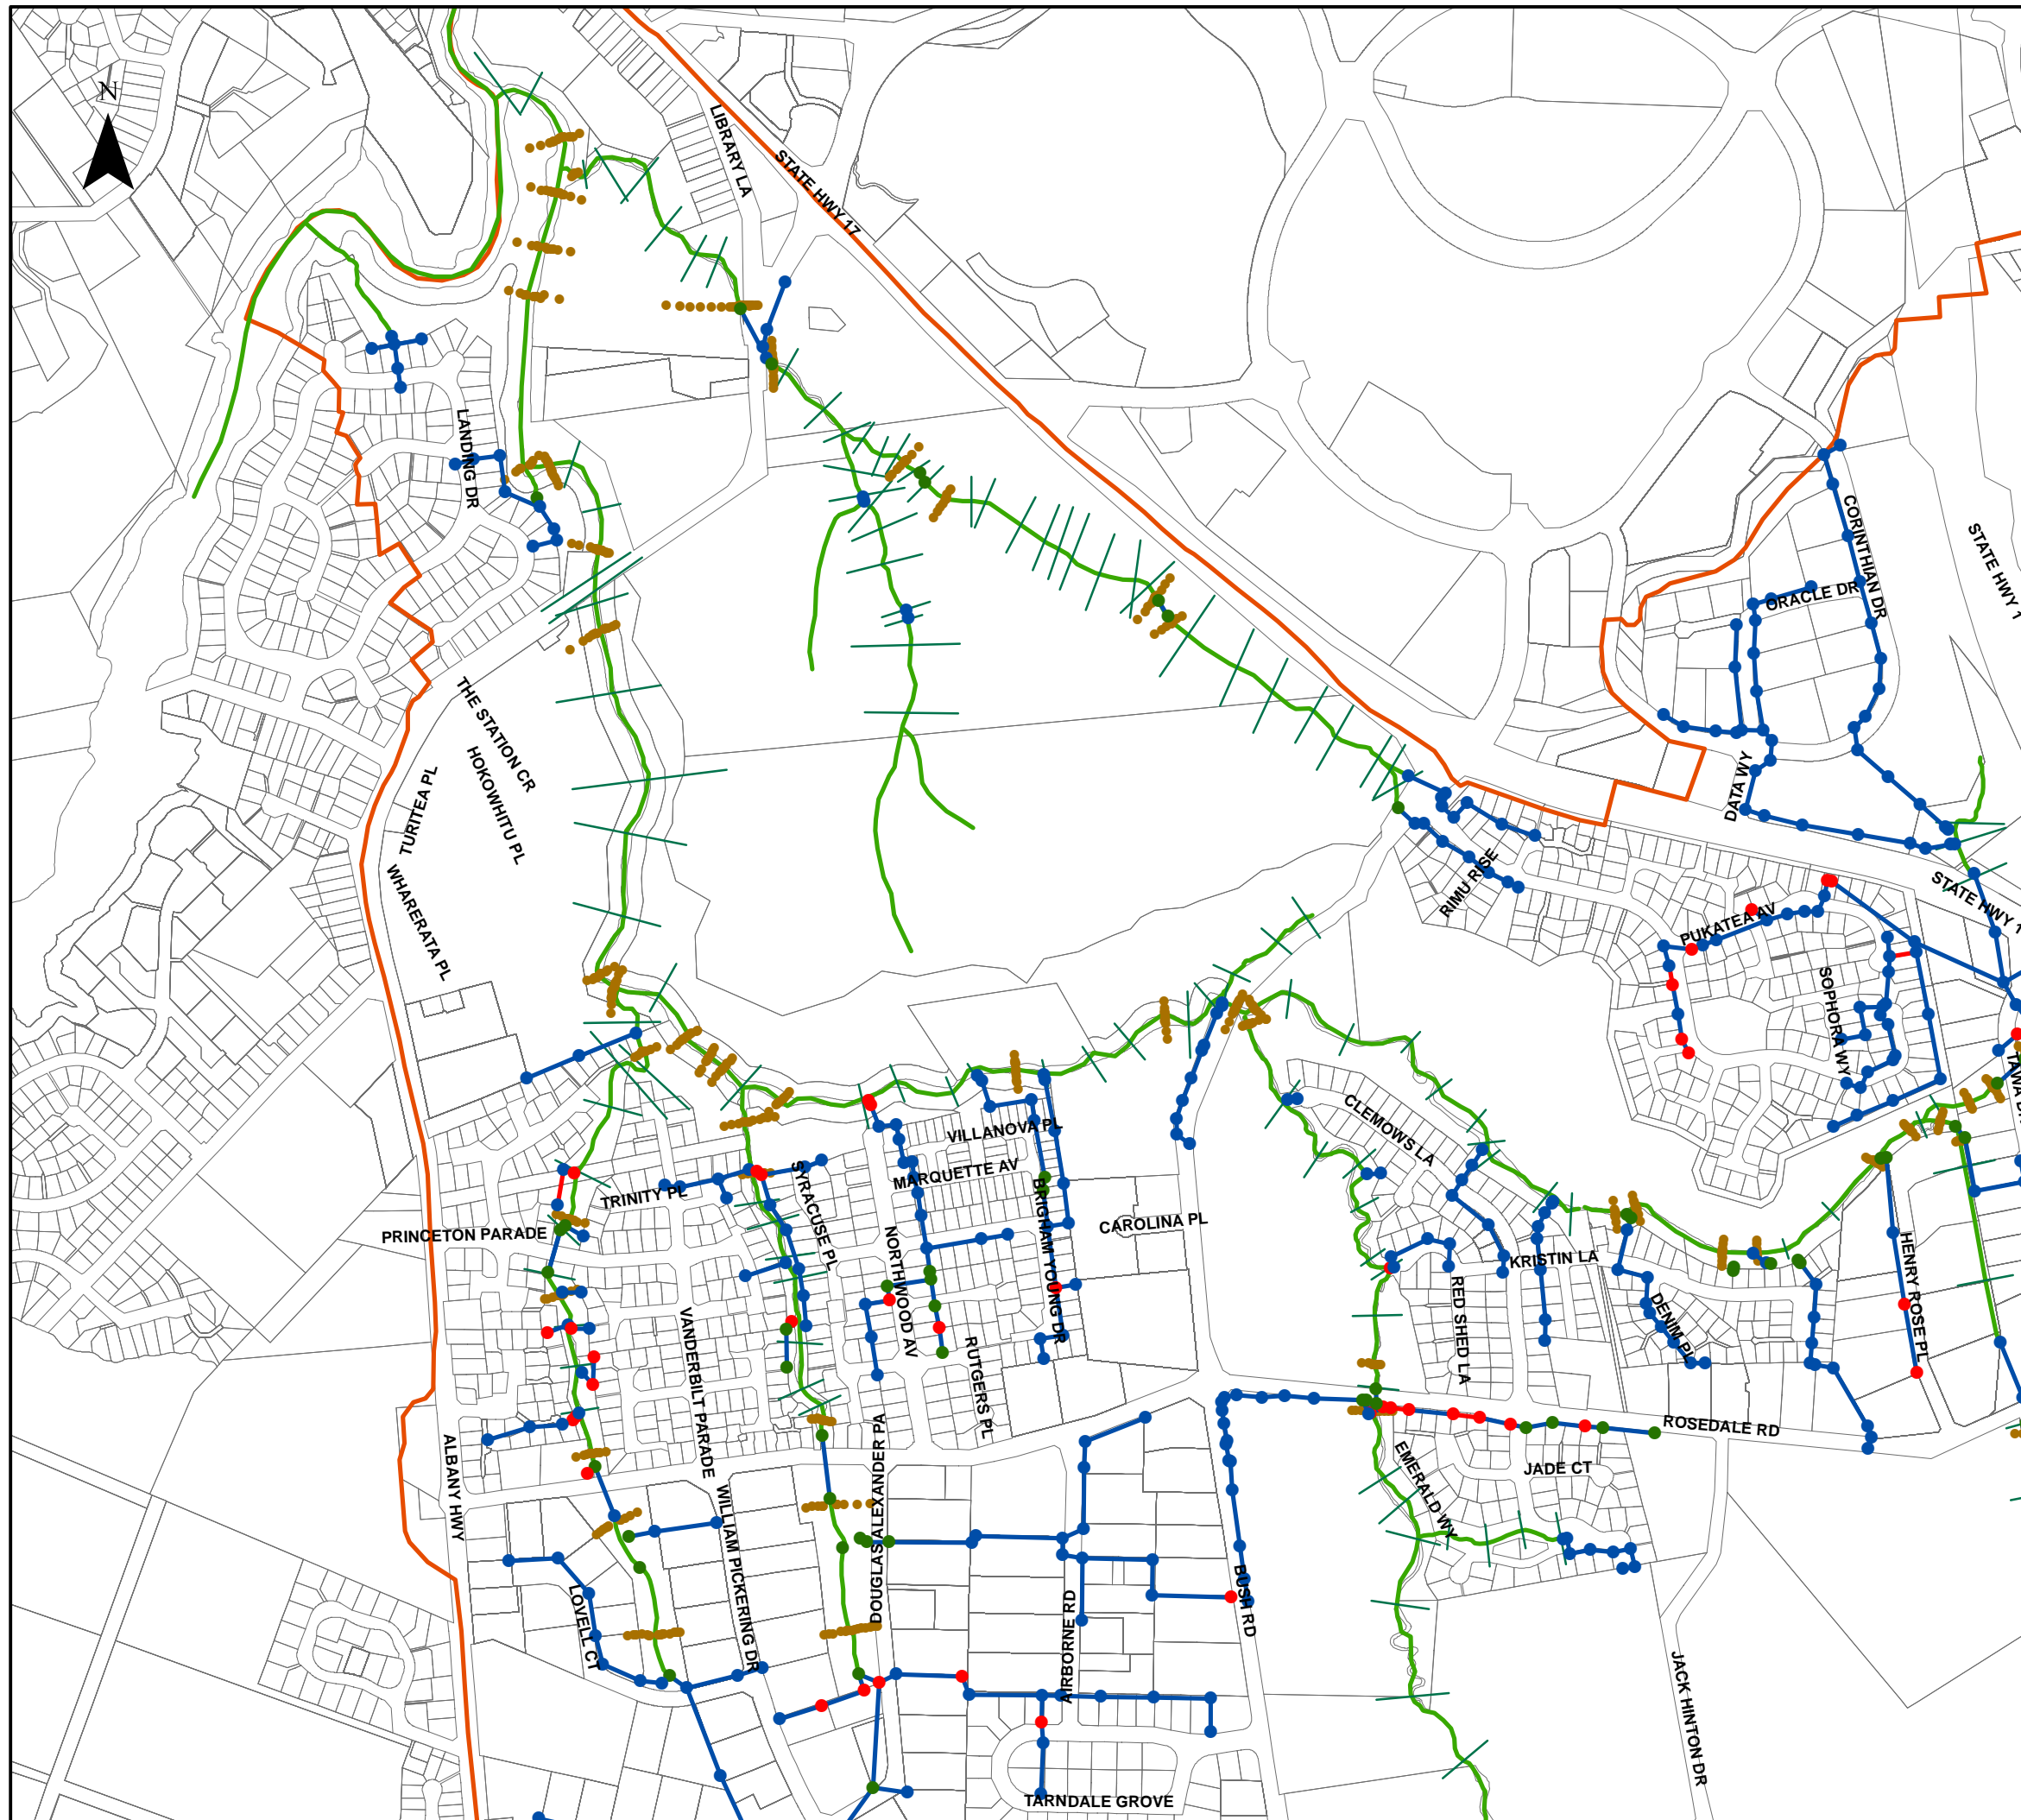 N
LIBRARY LA
STATE HWY 17
LANDING DR
CORINTHIAN DR
STATE HWY 1
ORACLE DR
THE STATION CR
HOKOWHITU PL
TURITEA PL
DATA WY
WHARERATA PL
RIMU RISE
STATE HWY 1
PUKATEA AV
SOPHORA WY
TAWA D
CLEMOWS LA
VILLANOVA PL
MARQUETTE AV
SYRACUSE PL
TRINITY PL
BRIGHAM YOUNG DR
CAROLINA PL
PRINCETON PARADE
NORTHWOOD AV
KRISTIN LA
HENRY ROSE PL
RED SHED LA
DENIM PL
VANDERBILT PARADE
RUTGERS PL
ROSEDALE RD
DOUGLAS ALEXANDER PA
ALBANY HWY
EMERALD WY
JADE CT
WILLIAM PICKERING DR
LOVELL CT
BUSH RD
AIRBORNE RD
JACK HINTON DR
TARNDALE GROVE